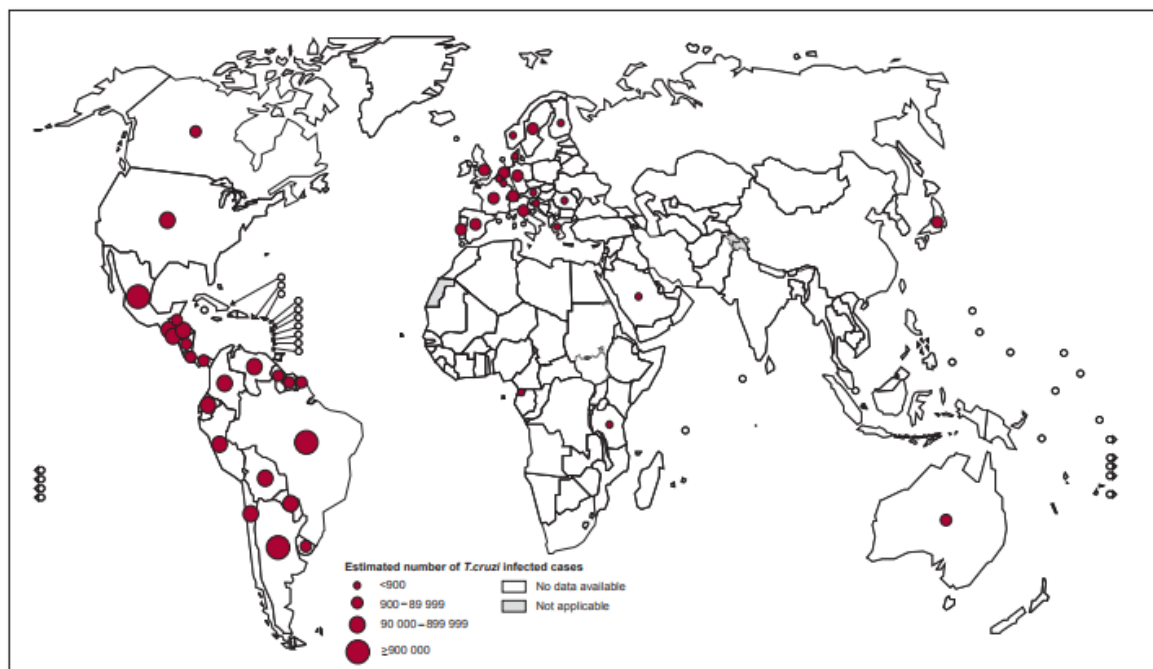 Estimated number of T.cruzi infected cases
<900
900–89 999
90 000–899 999
≥900 000
No data available
Not applicable